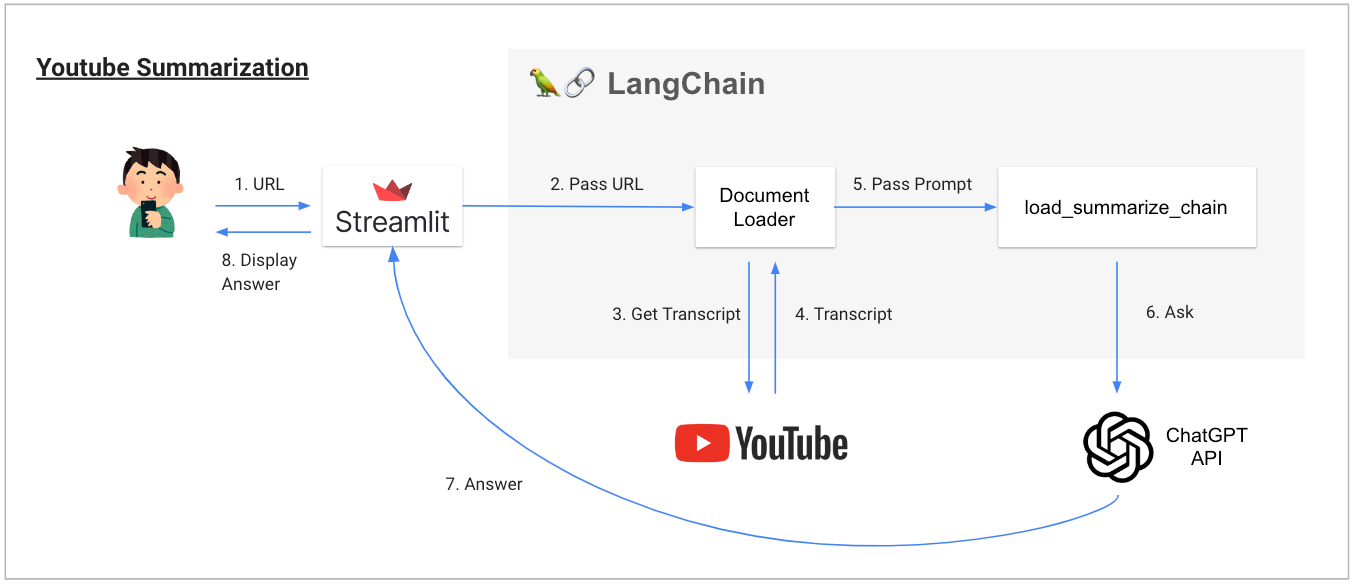 Youtube Summarization
LangChain
1. URL
Streamlit
8. Display
Answer
2. Pass URL
Document
Loader
5. Pass Prompt
load_summarize_chain
3. Get Transcript
4. Transcript
6. Ask
YouTube
ChatGPT
API
7. Answer